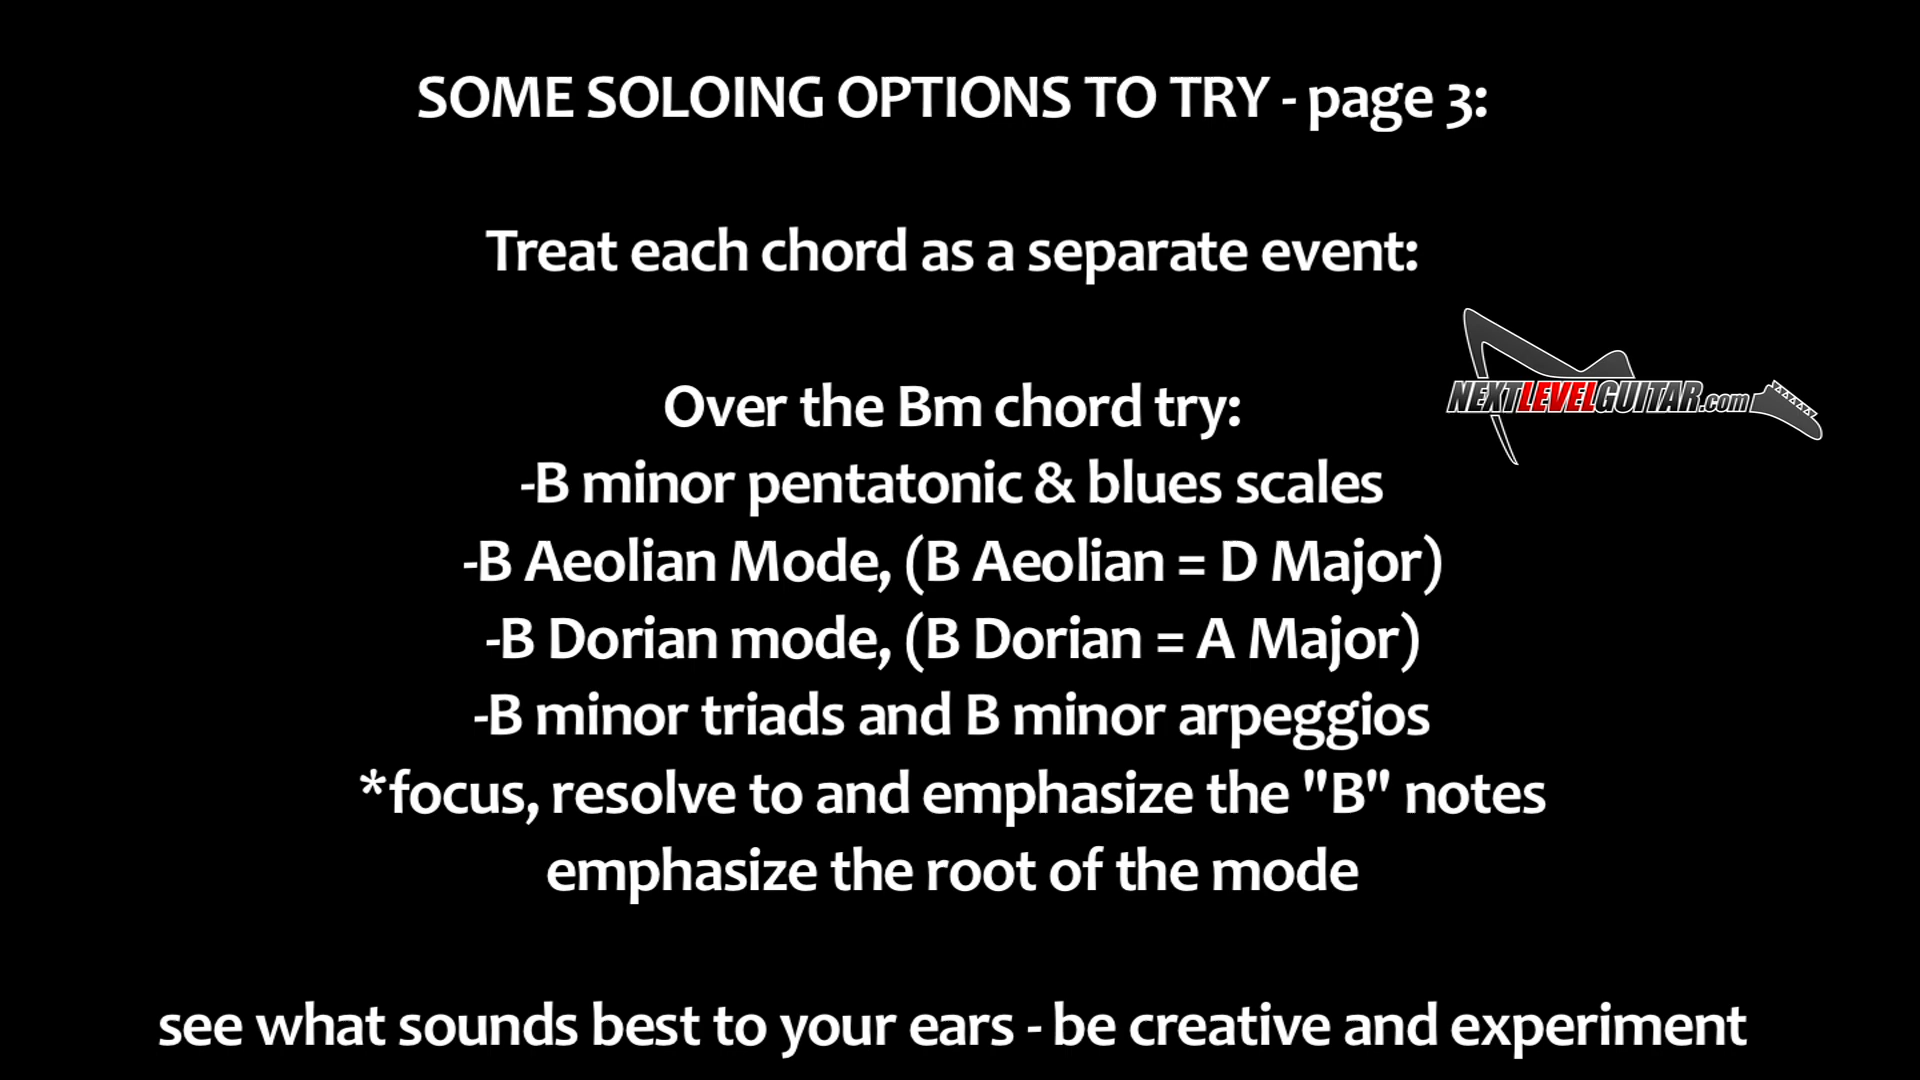 SOME SOLOING OPTIONS TO TRY - page 3:
Treat each chord as a separate event:
NEXTLEVELGUITAR.com
Over the Bm chord try:
-B minor pentatonic & blues scales
-B Aeolian Mode, (B Aeolian = D Major)
-B Dorian mode, (B Dorian = A Major)
-B minor triads and B minor arpeggios
*focus, resolve to and emphasize the "B" notes
emphasize the root of the mode
see what sounds best to your ears - be creative and experiment